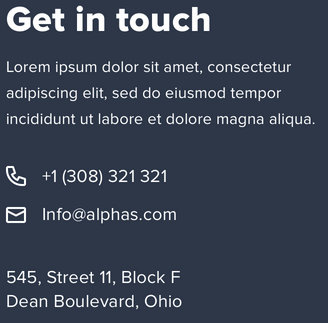 Get in touch
Lorem ipsum dolor sit amet, consectetur
adipiscing elit, sed do eiusmod tempor
incididunt ut labore et dolore magna aliqua.
+1 (308) 321 321
Info@alphas.com
545, Street 11, Block F
Dean Boulevard, Ohio